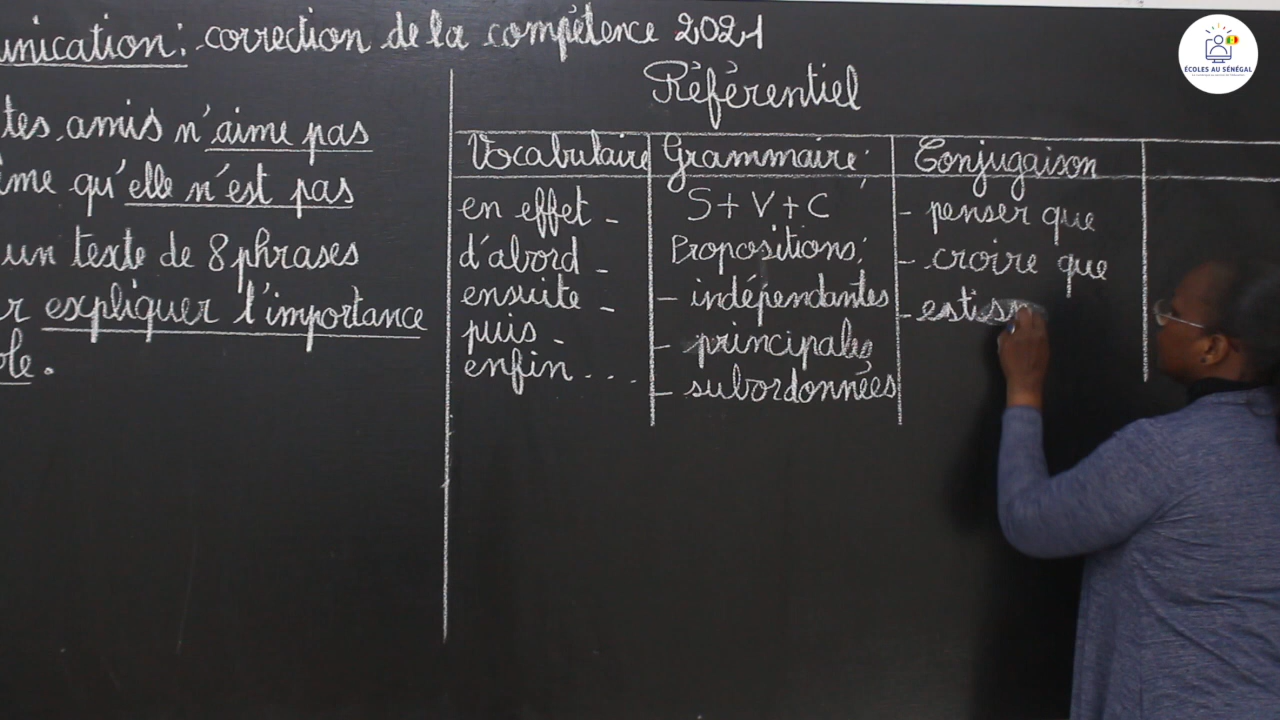 unication: correction de la compétence 2021
tes amis n'aime pas
ime qu'elle n'est pas
un texte de 8 phrases
r expliquer l'importance
ole.
Référentiel
Vocabulaire
en effet -
d'abord -
ensuite -
puis -
enfin ...
Grammaire:
S + V + C
Propositions:
- indépendantes
- principales
- subordonnées
Conjugaison
- penser que
- croire que
- estim
ÉCOLES AU SÉNÉGAL